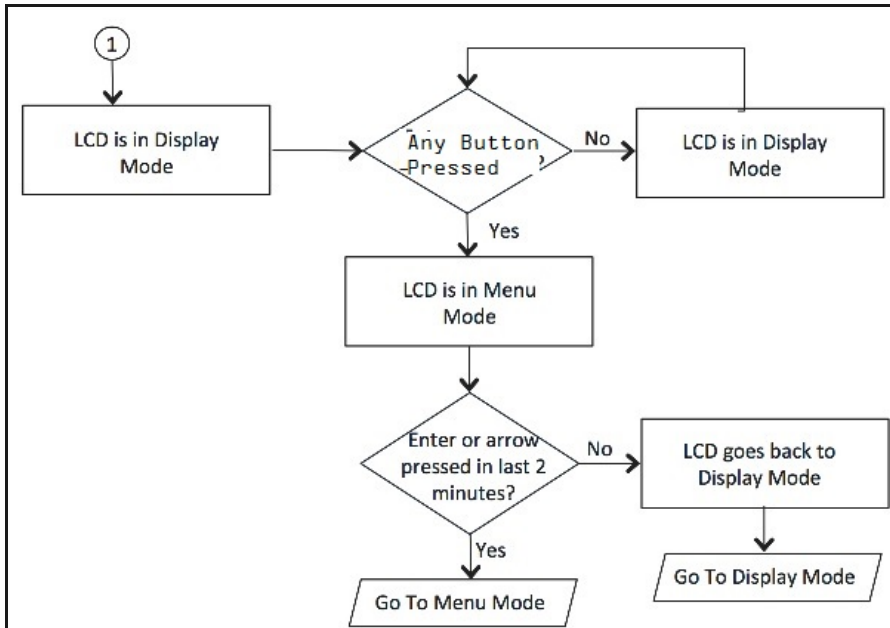 1
LCD is in Display
Mode
Any Button
Pressed ?
No
LCD is in Display
Mode
Yes
LCD is in Menu
Mode
Enter or arrow
pressed in last 2
minutes?
No
LCD goes back to
Display Mode
Yes
Go To Menu Mode
Go To Display Mode